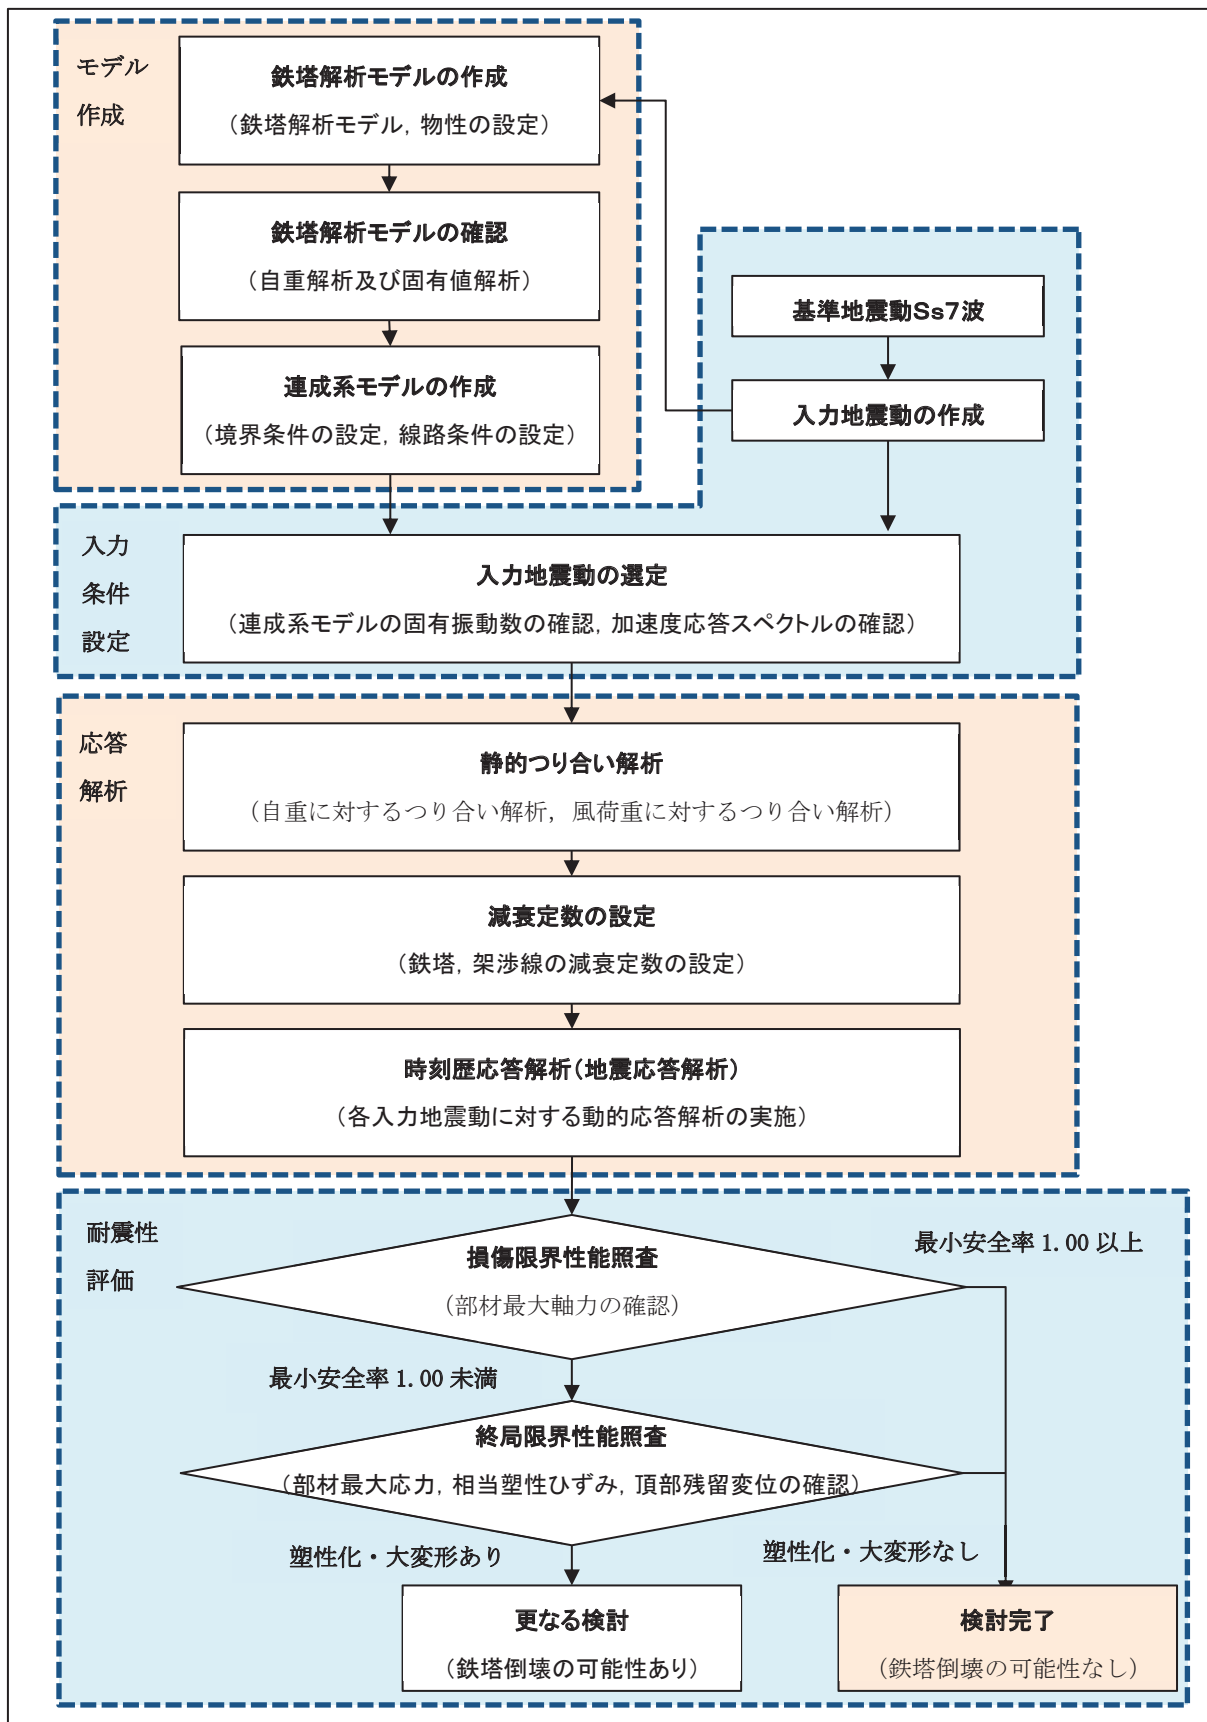 モデル
作成
鉄塔解析モデルの作成
（鉄塔解析モデル，物性の設定）
鉄塔解析モデルの確認
（自重解析及び固有値解析）
連成系モデルの作成
（境界条件の設定，線路条件の設定）
基準地震動Ss7波
入力地震動の作成
入力
条件
設定
入力地震動の選定
（連成系モデルの固有振動数の確認，加速度応答スペクトルの確認）
応答
解析
静的つり合い解析
（自重に対するつり合い解析，風荷重に対するつり合い解析）
減衰定数の設定
（鉄塔，架渉線の減衰定数の設定）
時刻歴応答解析（地震応答解析）
（各入力地震動に対する動的応答解析の実施）
耐震性
評価
損傷限界性能照査
（部材最大軸力の確認）
最小安全率 1.00 以上
最小安全率 1.00 未満
終局限界性能照査
（部材最大応力，相当塑性ひずみ，頂部残留変位の確認）
塑性化・大変形あり
塑性化・大変形なし
更なる検討
（鉄塔倒壊の可能性あり）
検討完了
（鉄塔倒壊の可能性なし）